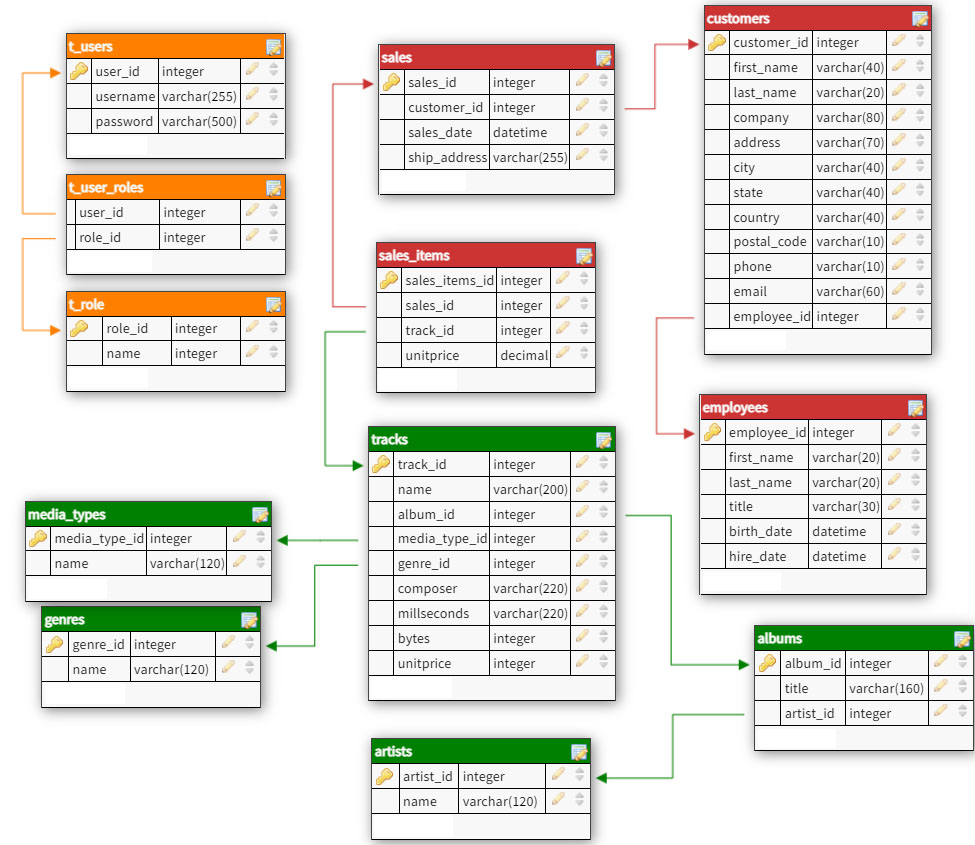 t_users
user_id integer
username varchar(255)
password varchar(500)
t_user_roles
user_id integer
role_id integer
t_role
role_id integer
name integer
sales
sales_id integer
customer_id integer
sales_date datetime
ship_address varchar(255)
customers
customer_id integer
first_name varchar(40)
last_name varchar(20)
company varchar(80)
address varchar(70)
city varchar(40)
state varchar(40)
country varchar(40)
postal_code varchar(10)
phone varchar(10)
email varchar(60)
employee_id integer
sales_items
sales_items_id integer
sales_id integer
track_id integer
unitprice decimal
employees
employee_id integer
first_name varchar(20)
last_name varchar(20)
title varchar(30)
birth_date datetime
hire_date datetime
tracks
track_id integer
name varchar(200)
album_id integer
media_type_id integer
genre_id integer
composer varchar(220)
millseconds varchar(220)
bytes integer
unitprice integer
media_types
media_type_id integer
name varchar(120)
genres
genre_id integer
name varchar(120)
albums
album_id integer
title varchar(160)
artist_id integer
artists
artist_id integer
name varchar(120)